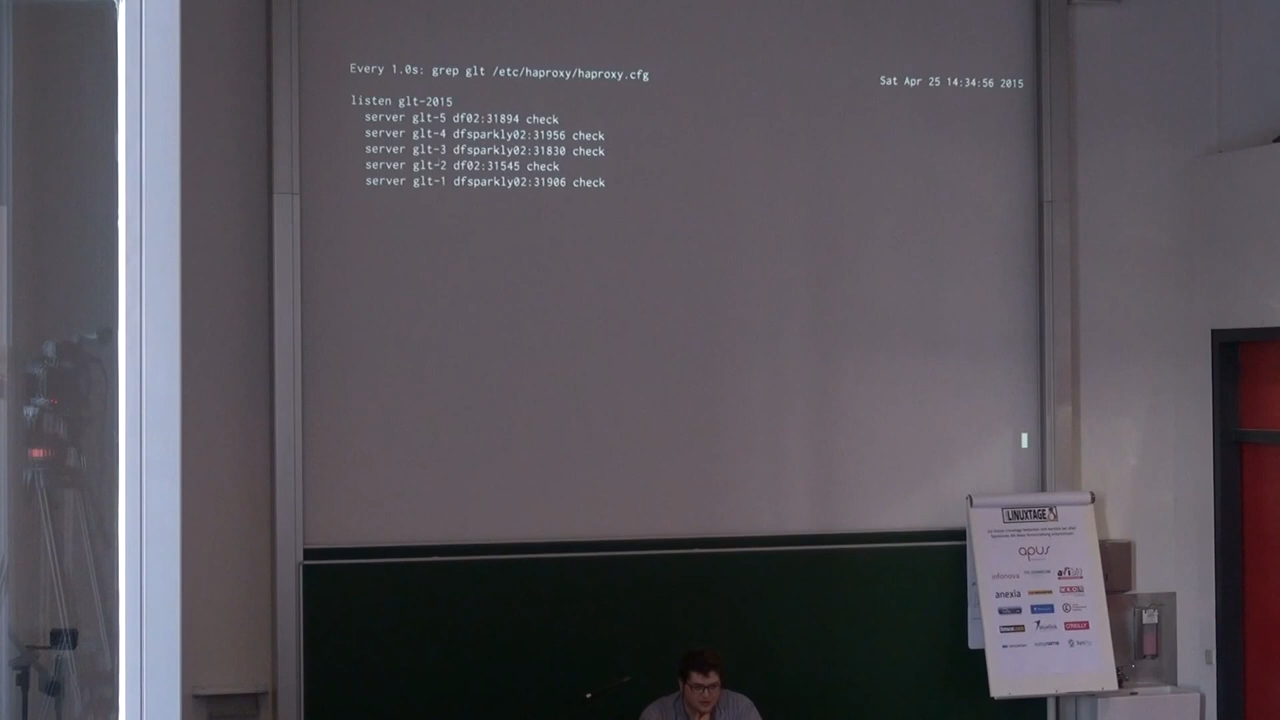 Every 1.0s: grep glt /etc/haproxy/haproxy.cfg
Sat Apr 25 14:34:56 2015
listen glt-2015
server glt-5 df02:31894 check
server glt-4 dfsparkly02:31956 check
server glt-3 dfsparkly02:31830 check
server glt-2 df02:31545 check
server glt-1 dfsparkly02:31906 check
LINUXTAGE
apus
infonova
anexia
O'REILLY